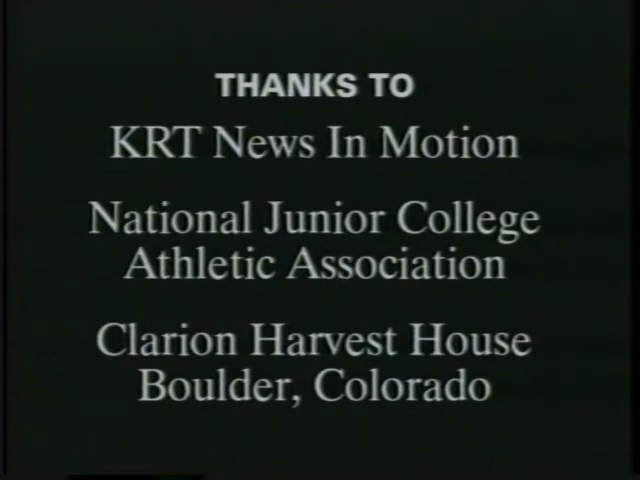 THANKS TO
KRT News In Motion
National Junior College
Athletic Association
Clarion Harvest House
Boulder, Colorado